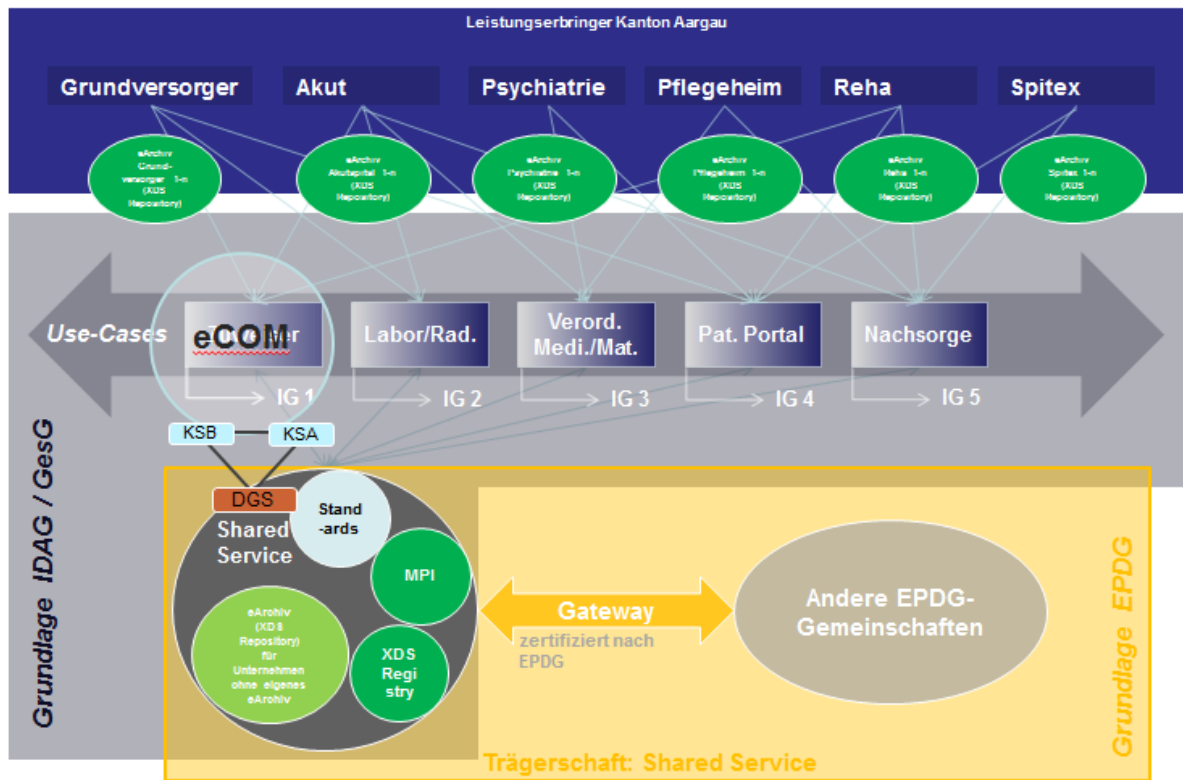 Leistungserbringer Kanton Aargau
Grundversorger
Akut
Psychiatrie
Pflegeheim
Reha
Spitex
eArchiv
Grund-
versorger 1-n
(XDS
Repository)
eArchiv
Akutspital 1-n
(XDS
Repository)
eArchiv
Psychiatrie 1-n
(XDS
Repository)
eArchiv
Pflegeheim 1-n
(XDS
Repository)
eArchiv
Reha 1-n
(XDS
Repository)
eArchiv
Spitex 1-n
(XDS
Repository)
Use-Cases
eCOM
Labor/Rad.
Verord.
Medi./Mat.
Pat. Portal
Nachsorge
IG 1
IG 2
IG 3
IG 4
IG 5
KSB
KSA
DGS
Shared
Service
Stand
-ards
MPI
XDS
Regi
stry
eArchiv
(XDS
Repository)
für
Unternehmen
ohne eigenes
eArchiv
Gateway
zertifiziert nach
EPDG
Andere EPDG-
Gemeinschaften
Grundlage IDAG / GesG
Grundlage EPDG
Trägerschaft: Shared Service